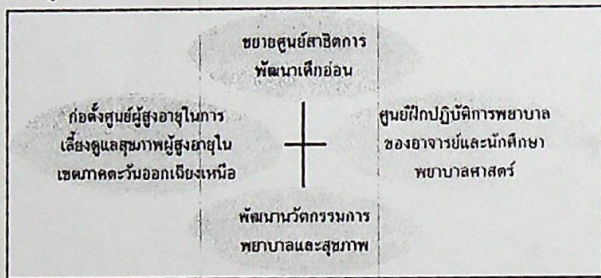 ขยายศูนย์สาธิตการ
พัฒนาเด็กอ่อน
ก่อตั้งศูนย์ผู้สูงอายุในการ
เลี้ยงดูแลสุขภาพผู้สูงอายุใน
เขตภาคตะวันออกเฉียงเหนือ
ศูนย์ฝึกปฏิบัติการพยาบาล
ของอาจารย์และนักศึกษา
พยาบาลศาสตร์
พัฒนานวัตกรรมการ
พยาบาลและสุขภาพ